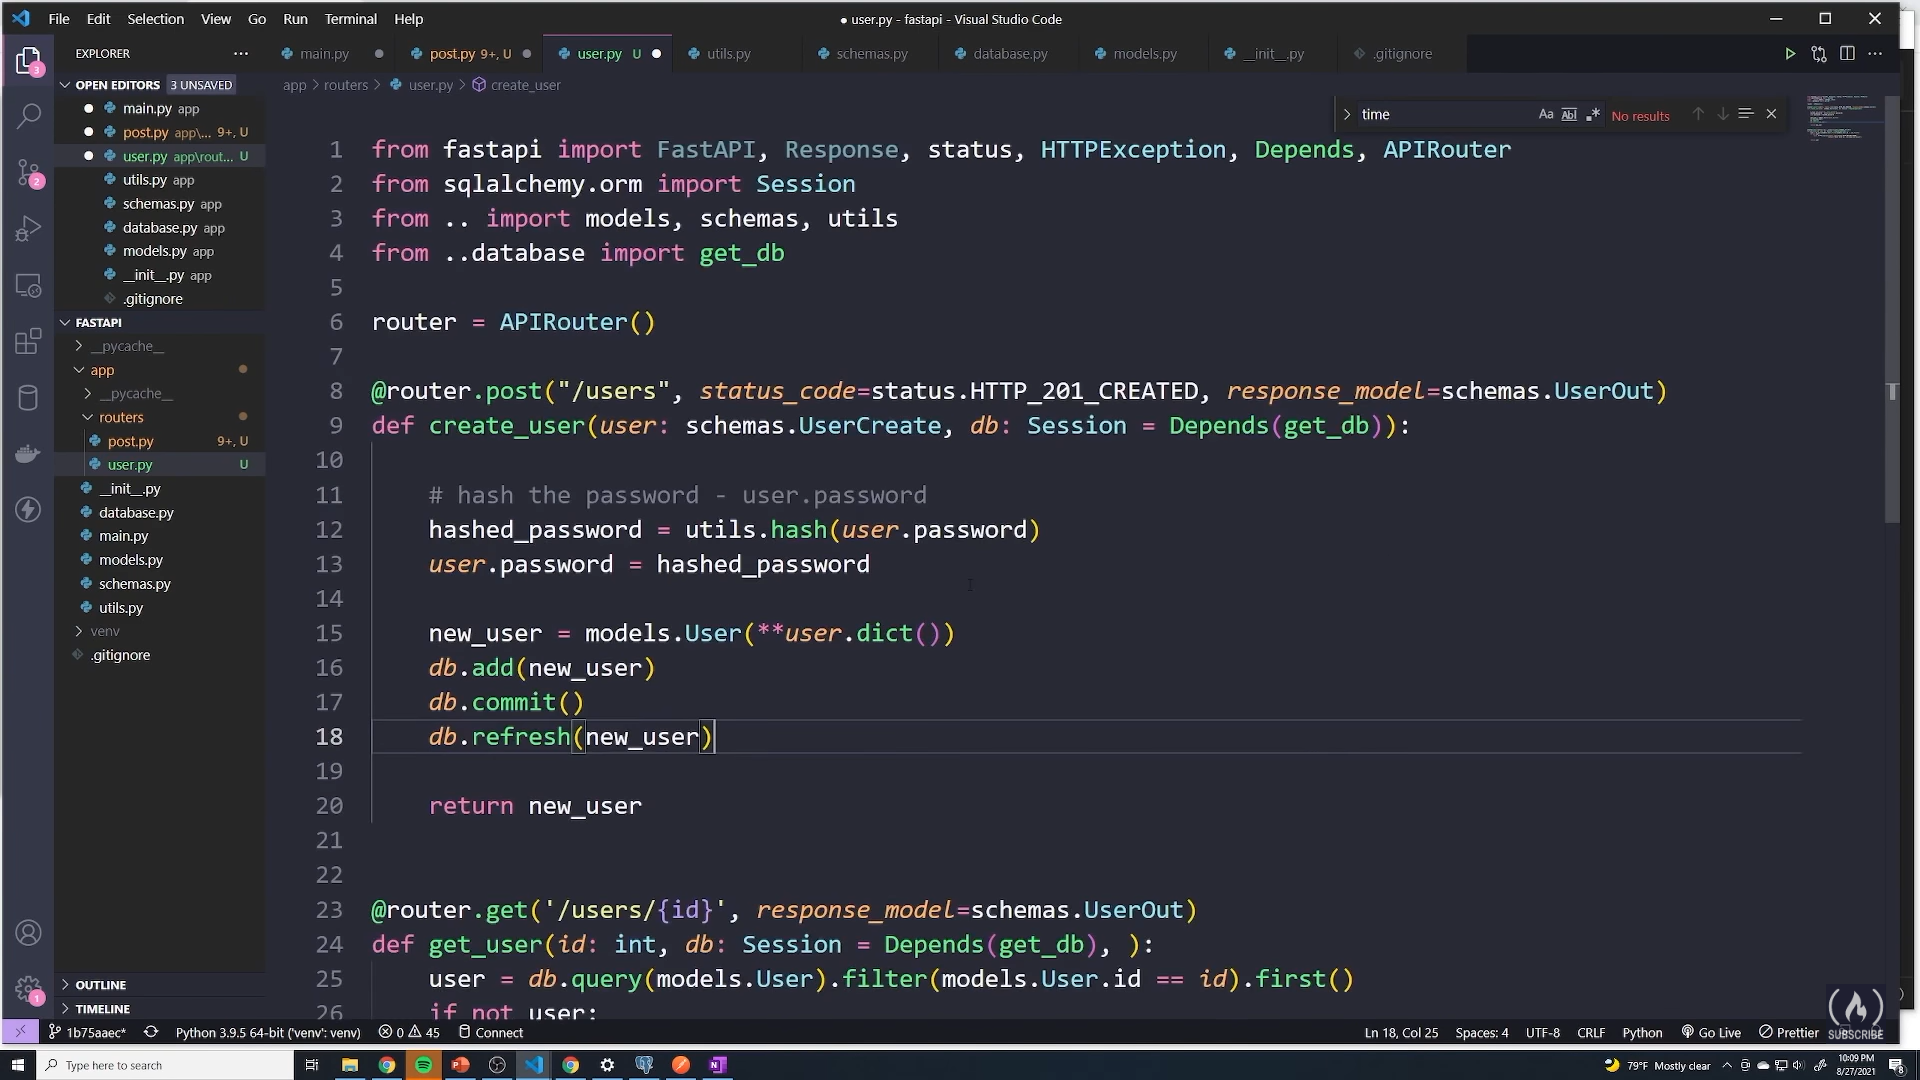 File Edit Selection View Go Run Terminal Help
● user.py - fastapi - Visual Studio Code
EXPLORER
main.py
post.py 9+, U
user.py U
utils.py
schemas.py
database.py
models.py
__init__.py
.gitignore
OPEN EDITORS 3 UNSAVED
app > routers > user.py > create_user
main.py app
post.py app\... 9+, U
user.py app\rout... U
utils.py app
schemas.py app
database.py app
models.py app
__init__.py app
.gitignore
FASTAPI
__pycache__
app
__pycache__
routers
post.py 9+, U
user.py U
__init__.py
database.py
main.py
models.py
schemas.py
utils.py
venv
.gitignore
OUTLINE
TIMELINE
3
2
1
time Aa Abl .* No results
1 from fastapi import FastAPI, Response, status, HTTPException, Depends, APIRouter
2 from sqlalchemy.orm import Session
3 from .. import models, schemas, utils
4 from ..database import get_db
5
6 router = APIRouter()
7
8 @router.post("/users", status_code=status.HTTP_201_CREATED, response_model=schemas.UserOut)
9 def create_user(user: schemas.UserCreate, db: Session = Depends(get_db)):
10
11 # hash the password - user.password
12 hashed_password = utils.hash(user.password)
13 user.password = hashed_password
14
15 new_user = models.User(**user.dict())
16 db.add(new_user)
17 db.commit()
18 db.refresh(new_user)
19
20 return new_user
21
22
23 @router.get('/users/{id}', response_model=schemas.UserOut)
24 def get_user(id: int, db: Session = Depends(get_db), ):
25 user = db.query(models.User).filter(models.User.id == id).first()
26 if not user:
SUBSCRIBE
1b75aaec* Python 3.9.5 64-bit ('venv': venv) 0 45 Connect
Ln 18, Col 25 Spaces: 4 UTF-8 CRLF Python Go Live Prettier
Type here to search
79°F Mostly clear
10:09 PM
8/27/2021
8